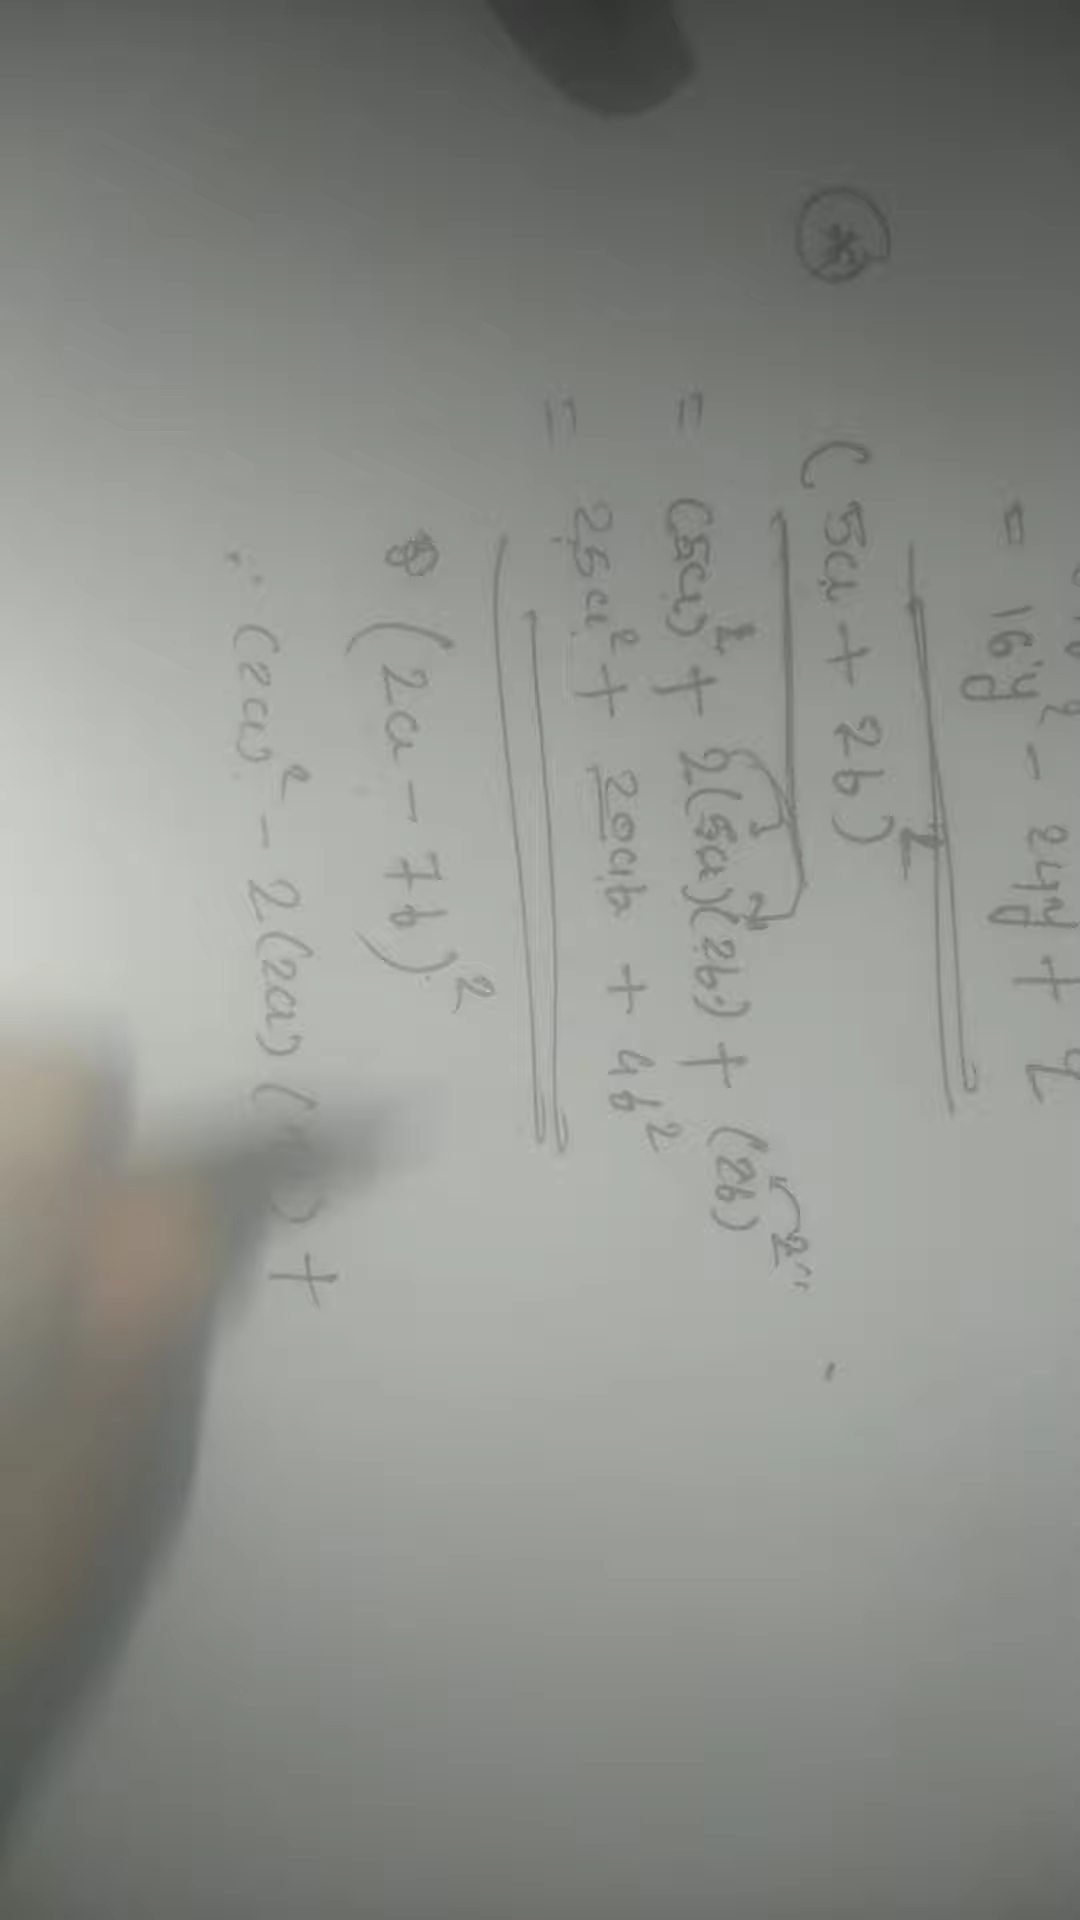 = 16y² - 24y +
(5a + 2b)²
= (5a)² + 2(5a)(2b) + (2b)²
= 25a² + 20ab + 4b²
(2a - 7b)²
= (2a)² - 2(2a)( ) +